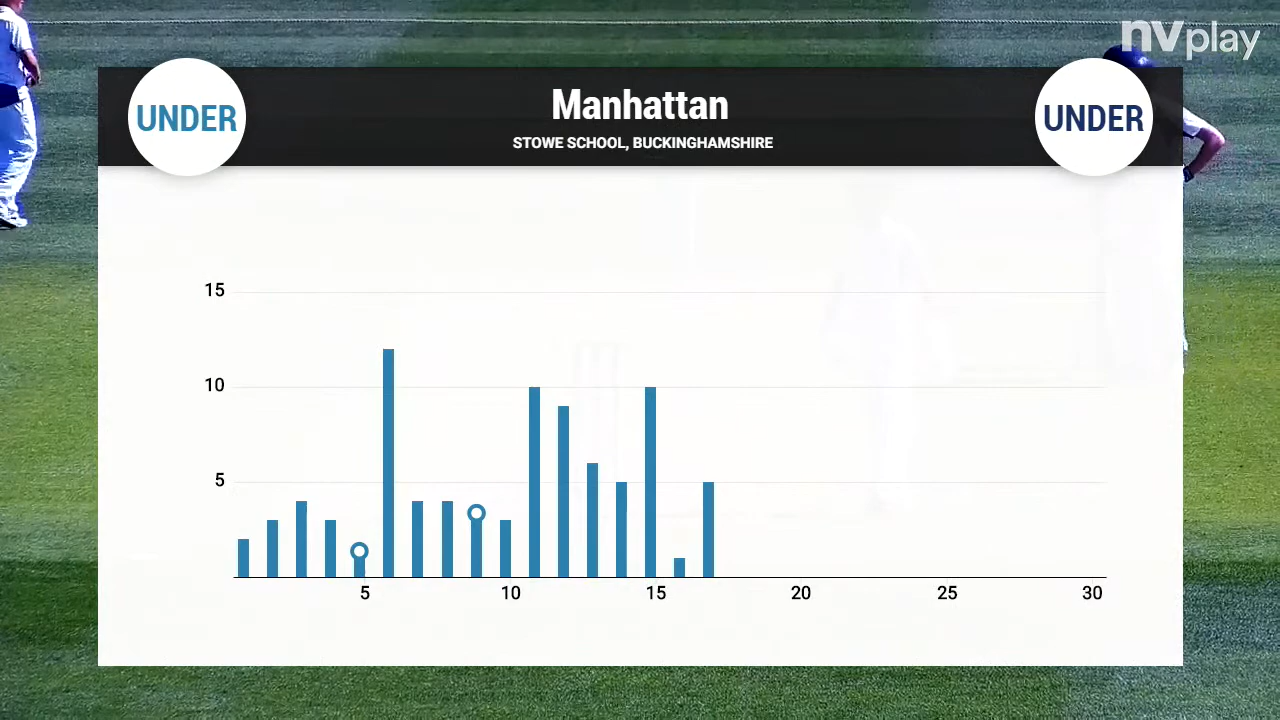 nvplay
UNDER
Manhattan
UNDER
STOWE SCHOOL, BUCKINGHAMSHIRE
15
10
5
5 10 15 20 25 30